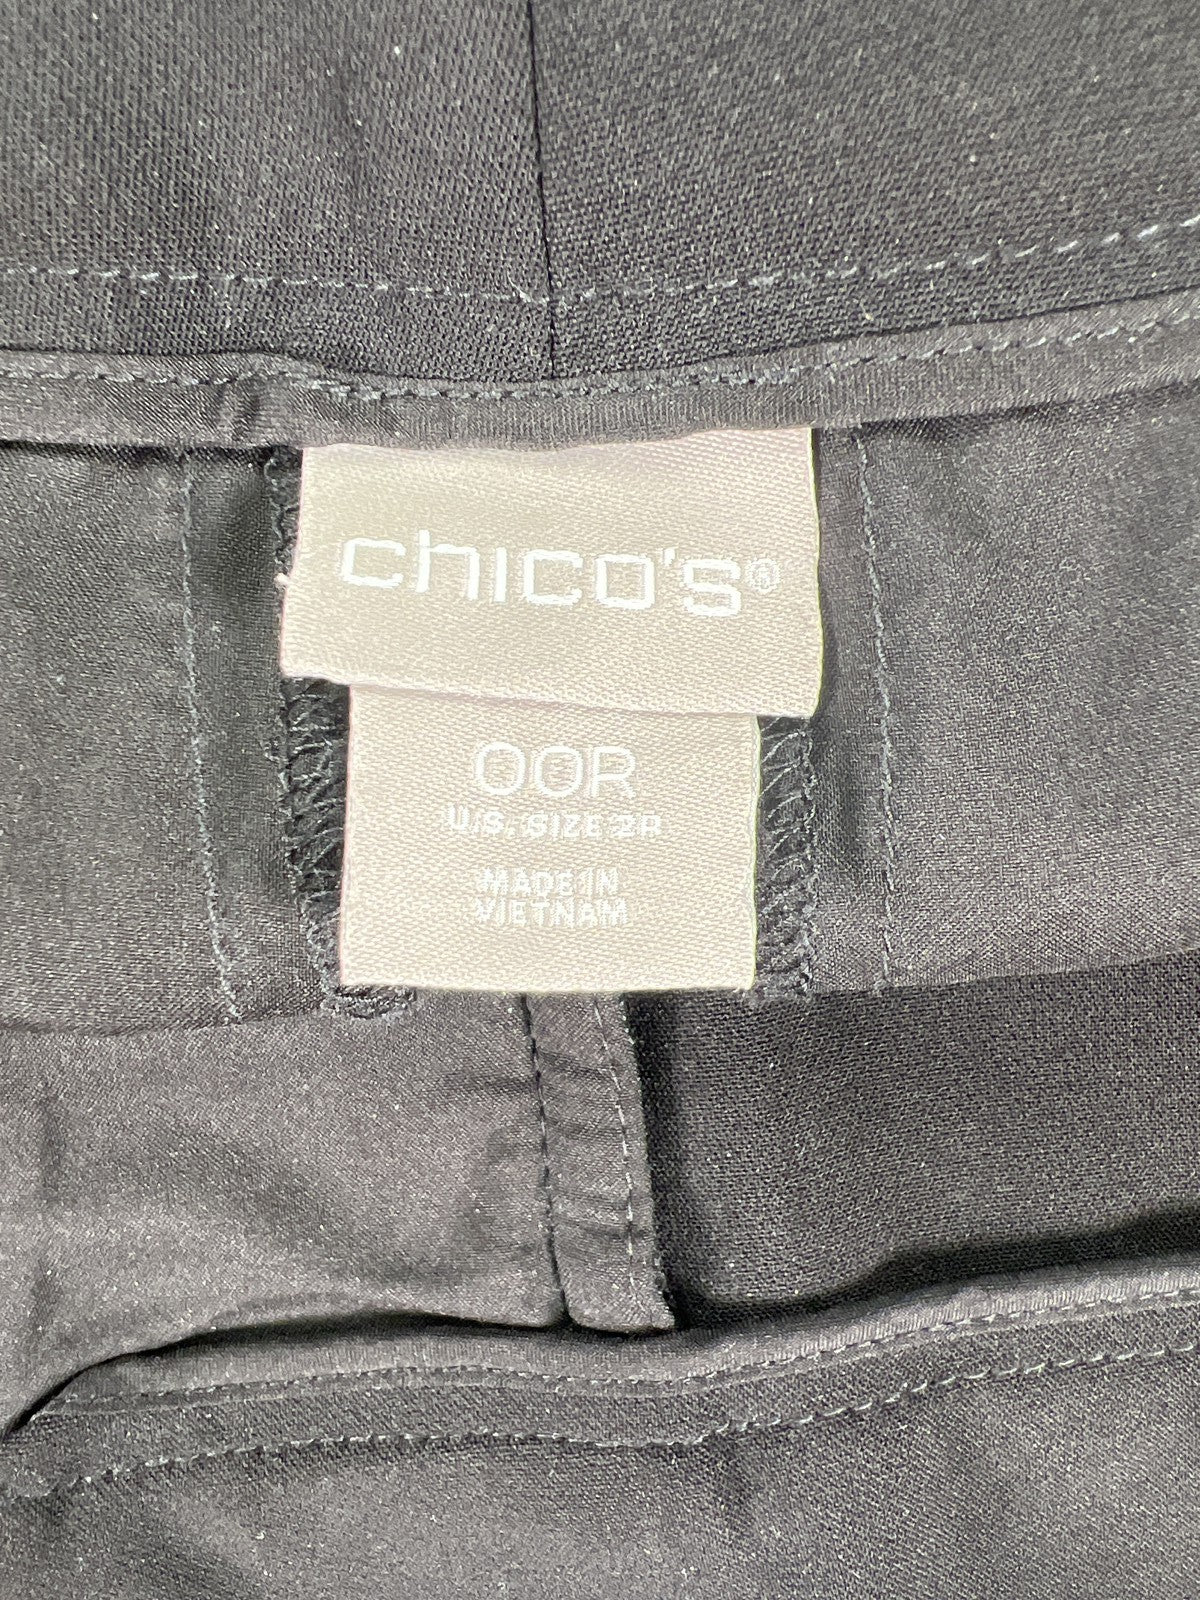 chico's®
00R
U.S. SIZE 2R
MADE IN
VIETNAM